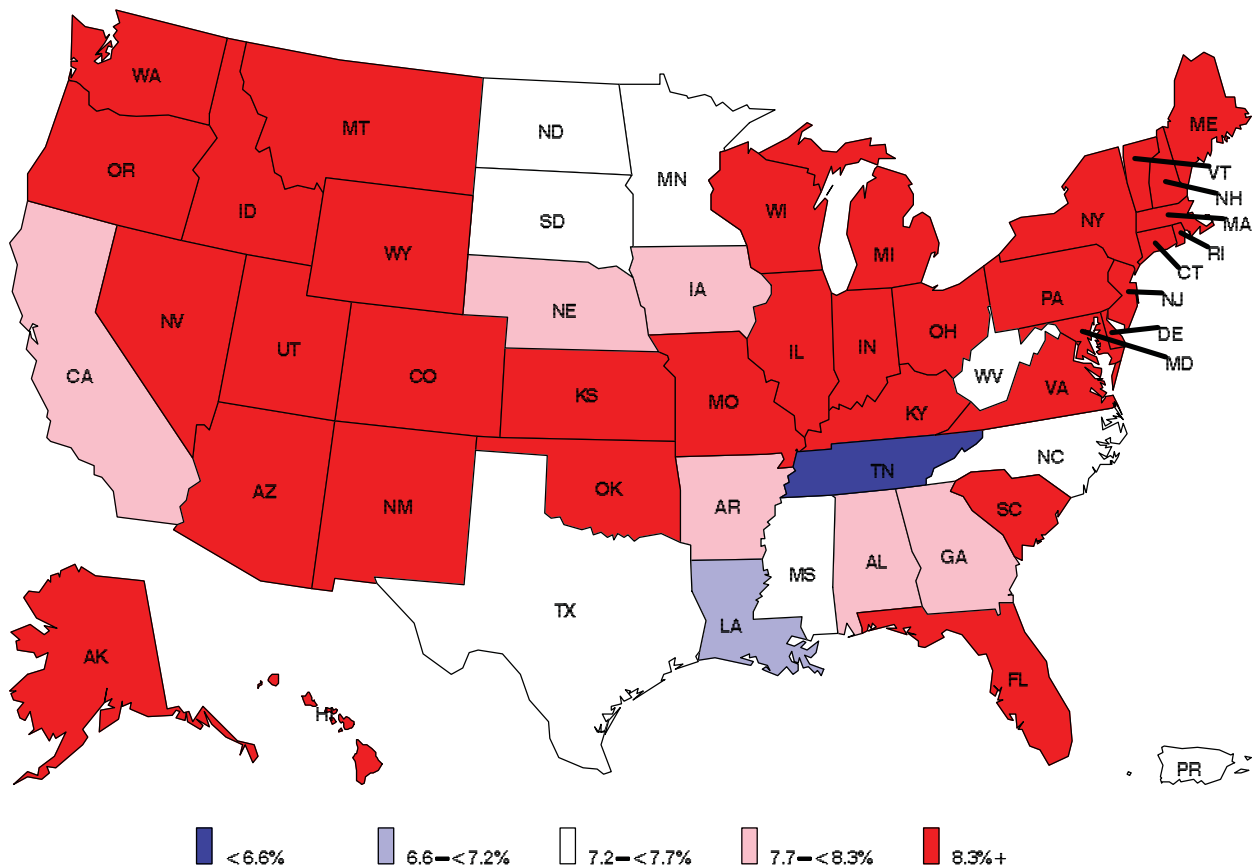 WA
MT
ND
MN
ME
OR
ID
SD
WI
VT
NH
NY
MA
WY
MI
RI
CT
IA
PA
NJ
NV
NE
OH
DE
UT
IL
IN
MD
CA
CO
WV
VA
KS
MO
KY
NC
TN
AZ
OK
NM
AR
SC
GA
AL
MS
TX
LA
AK
FL
HI
PR
<6.6%
6.6–<7.2%
7.2–<7.7%
7.7–<8.3%
8.3%+